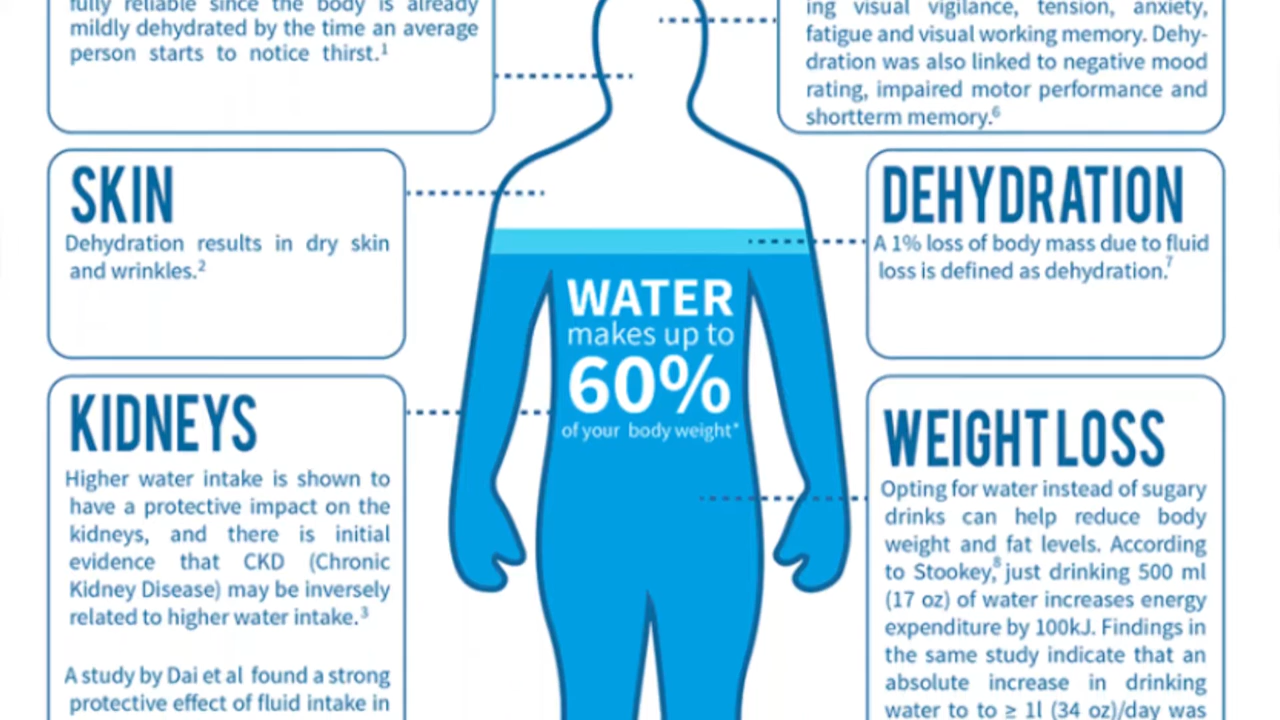 fully reliable since the body is already
mildly dehydrated by the time an average
person starts to notice thirst.1
ing visual vigilance, tension, anxiety,
fatigue and visual working memory. Dehy-
dration was also linked to negative mood
rating, impaired motor performance and
shortterm memory.6
SKIN
Dehydration results in dry skin
and wrinkles.2
DEHYDRATION
A 1% loss of body mass due to fluid
loss is defined as dehydration.7
WATER
makes up to
60%
of your body weight*
KIDNEYS
Higher water intake is shown to
have a protective impact on the
kidneys, and there is initial
evidence that CKD (Chronic
Kidney Disease) may be inversely
related to higher water intake.3
A study by Dai et al found a strong
protective effect of fluid intake in
WEIGHT LOSS
Opting for water instead of sugary
drinks can help reduce body
weight and fat levels. According
to Stookey,8 just drinking 500 ml
(17 oz) of water increases energy
expenditure by 100kJ. Findings in
the same study indicate that an
absolute increase in drinking
water to to ≥ 1l (34 oz)/day was